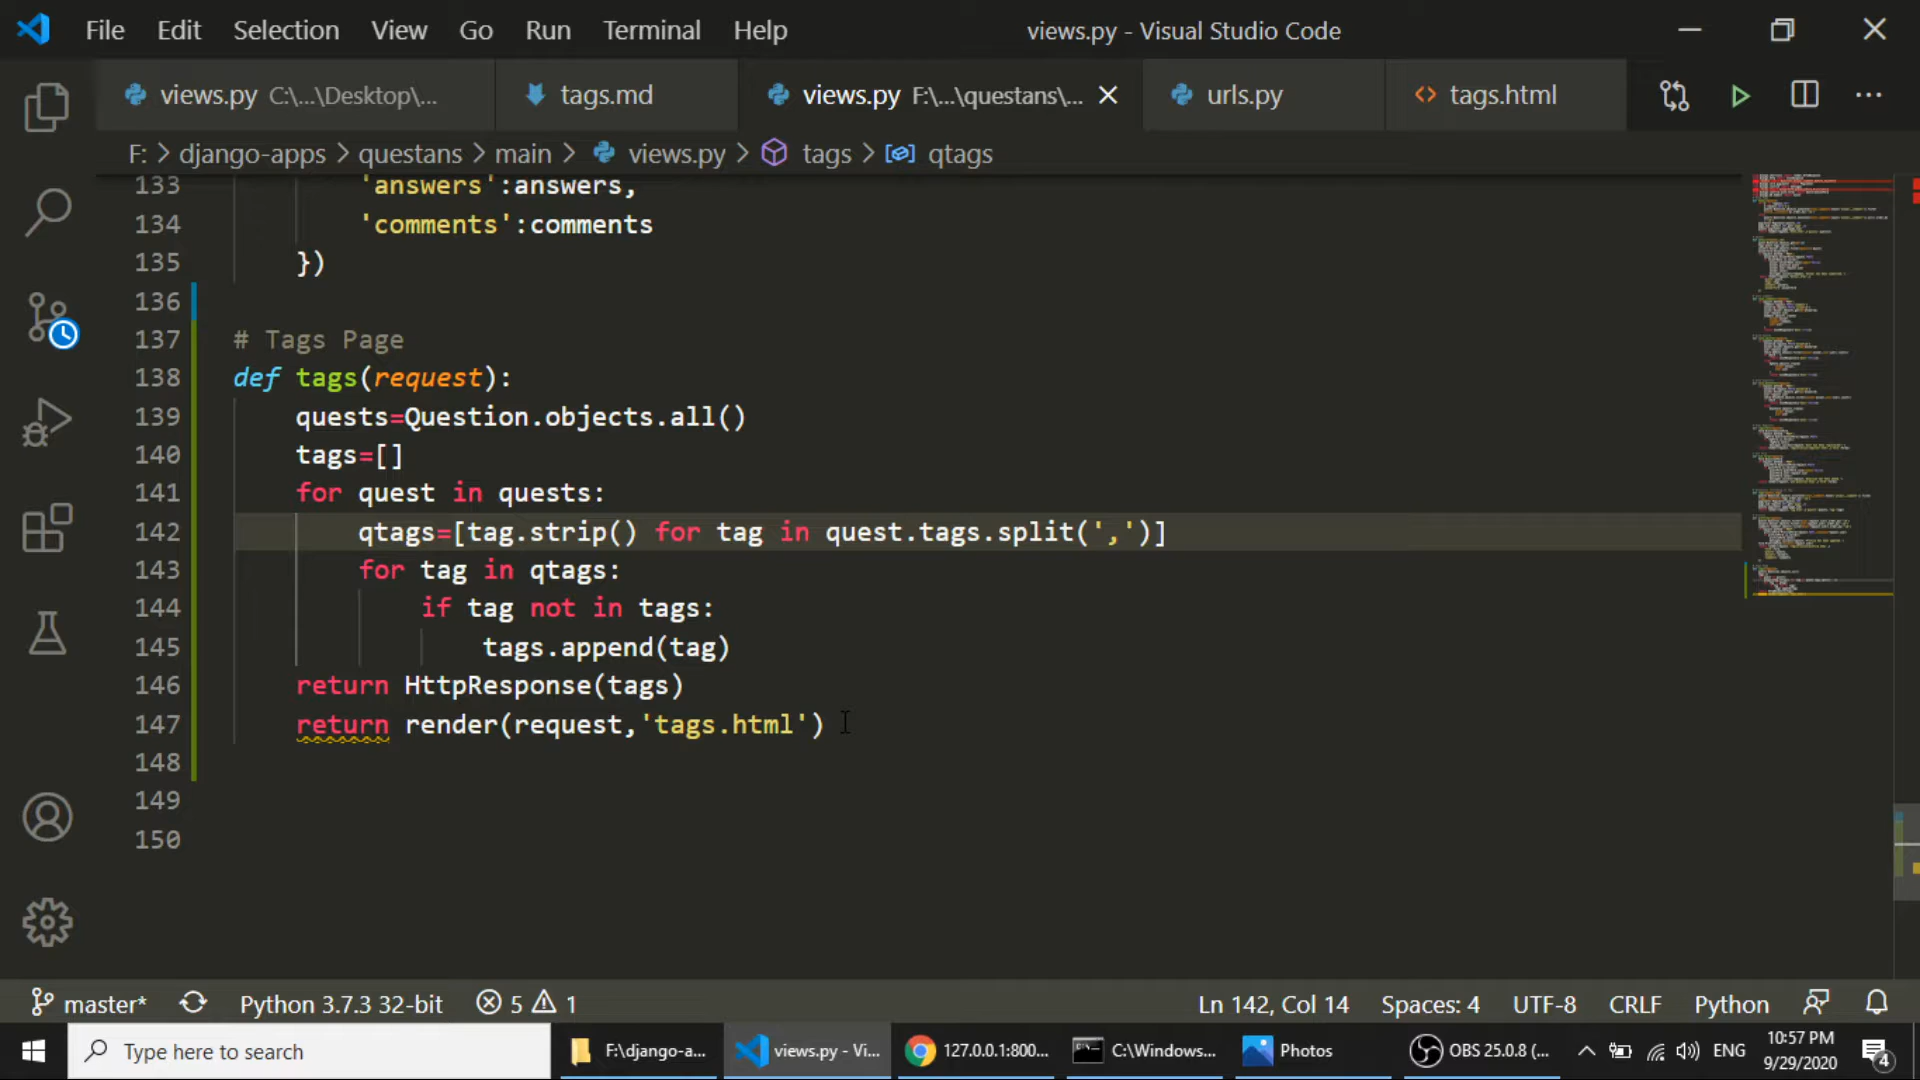 File Edit Selection View Go Run Terminal Help views.py - Visual Studio Code
views.py C:\...\Desktop\... tags.md views.py F:\...\questans\... urls.py tags.html
F: > django-apps > questans > main > views.py > tags > qtags
133 'answers':answers,
134 'comments':comments
135 })
136
137 # Tags Page
138 def tags(request):
139 quests=Question.objects.all()
140 tags=[]
141 for quest in quests:
142 qtags=[tag.strip() for tag in quest.tags.split(',')]
143 for tag in qtags:
144 if tag not in tags:
145 tags.append(tag)
146 return HttpResponse(tags)
147 return render(request,'tags.html')
148
149
150
master* Python 3.7.3 32-bit 5 1 Ln 142, Col 14 Spaces: 4 UTF-8 CRLF Python
Type here to search F:\django-a... views.py - Vi... 127.0.0.1:800... C:\Windows... Photos OBS 25.0.8 (... ENG 10:57 PM
9/29/2020 4